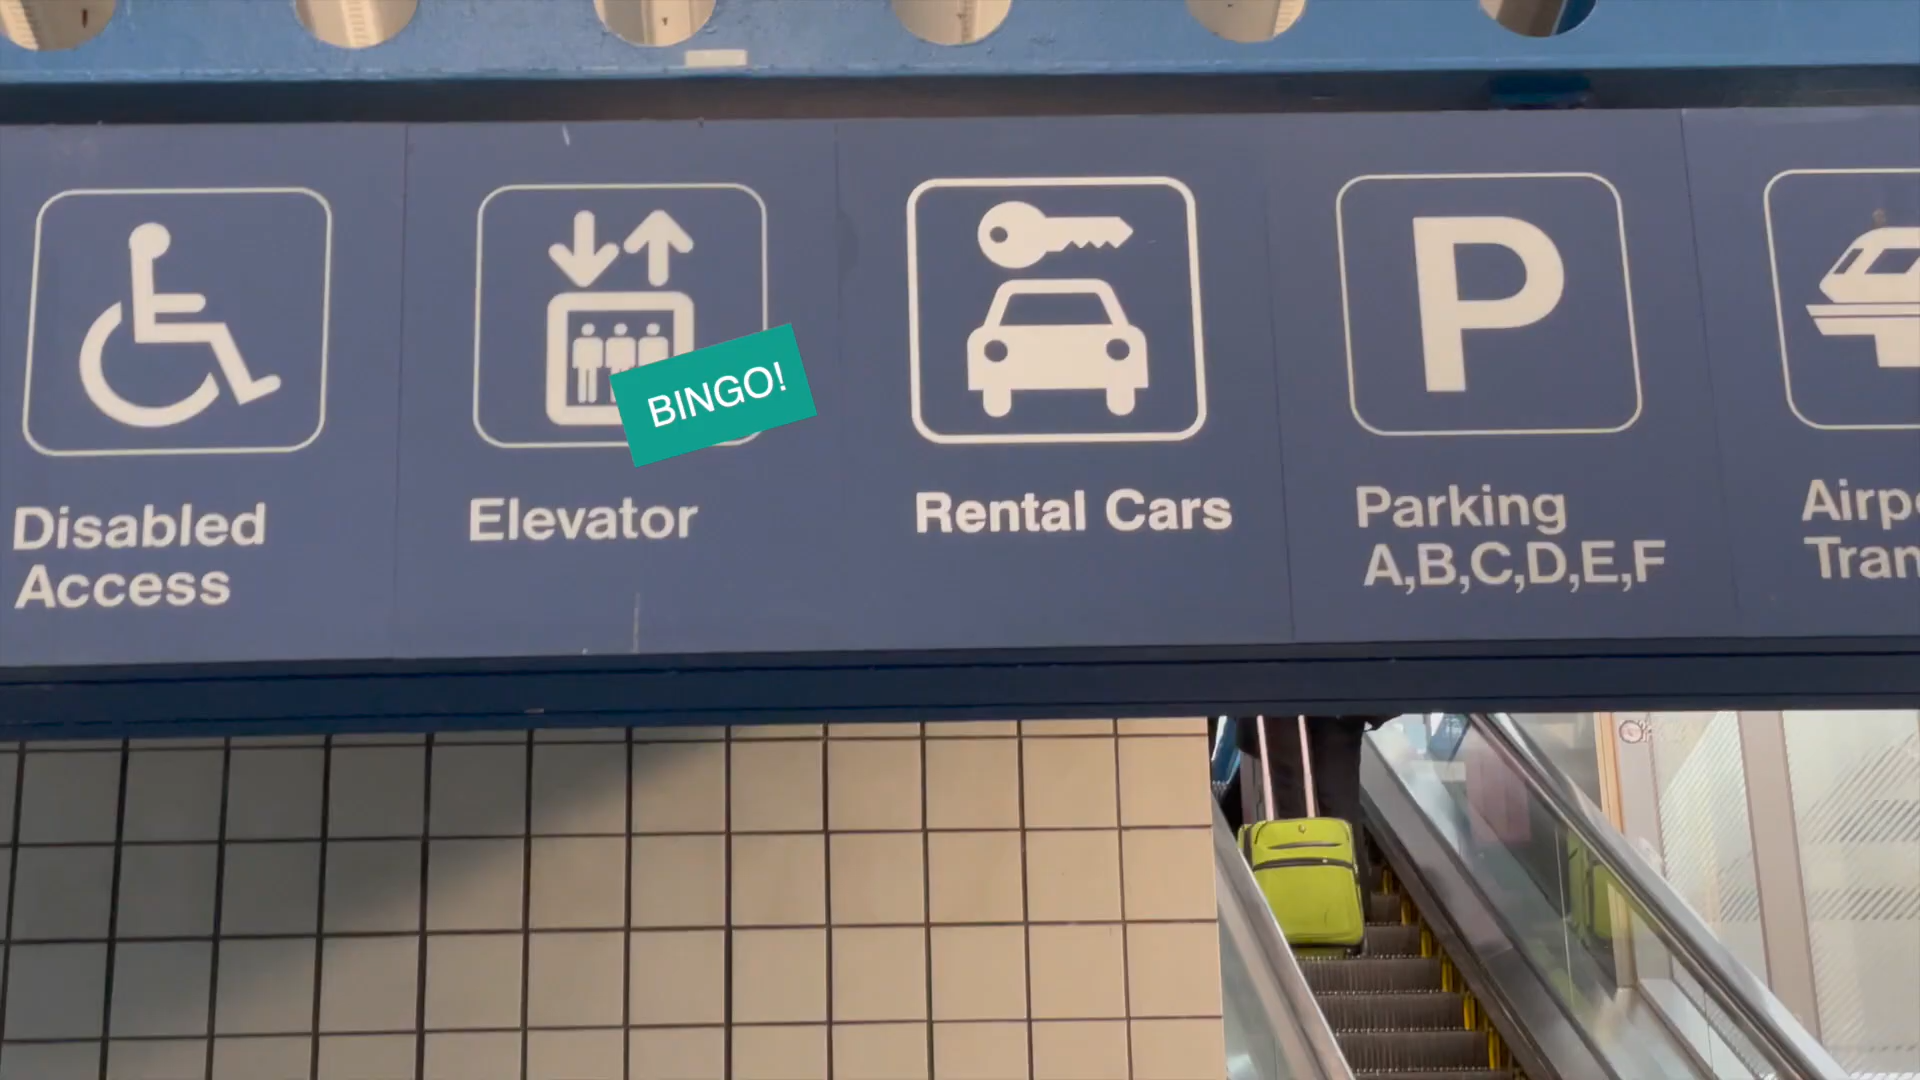 P
BINGO!
Disabled
Access
Elevator
Rental Cars
Parking
A,B,C,D,E,F